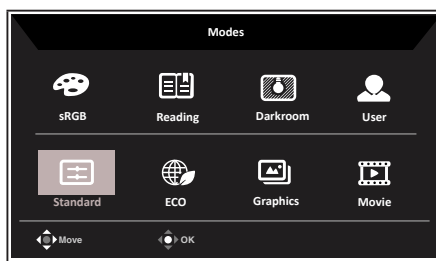 Modes
sRGB Reading Darkroom User
Standard ECO Graphics Movie
Move OK